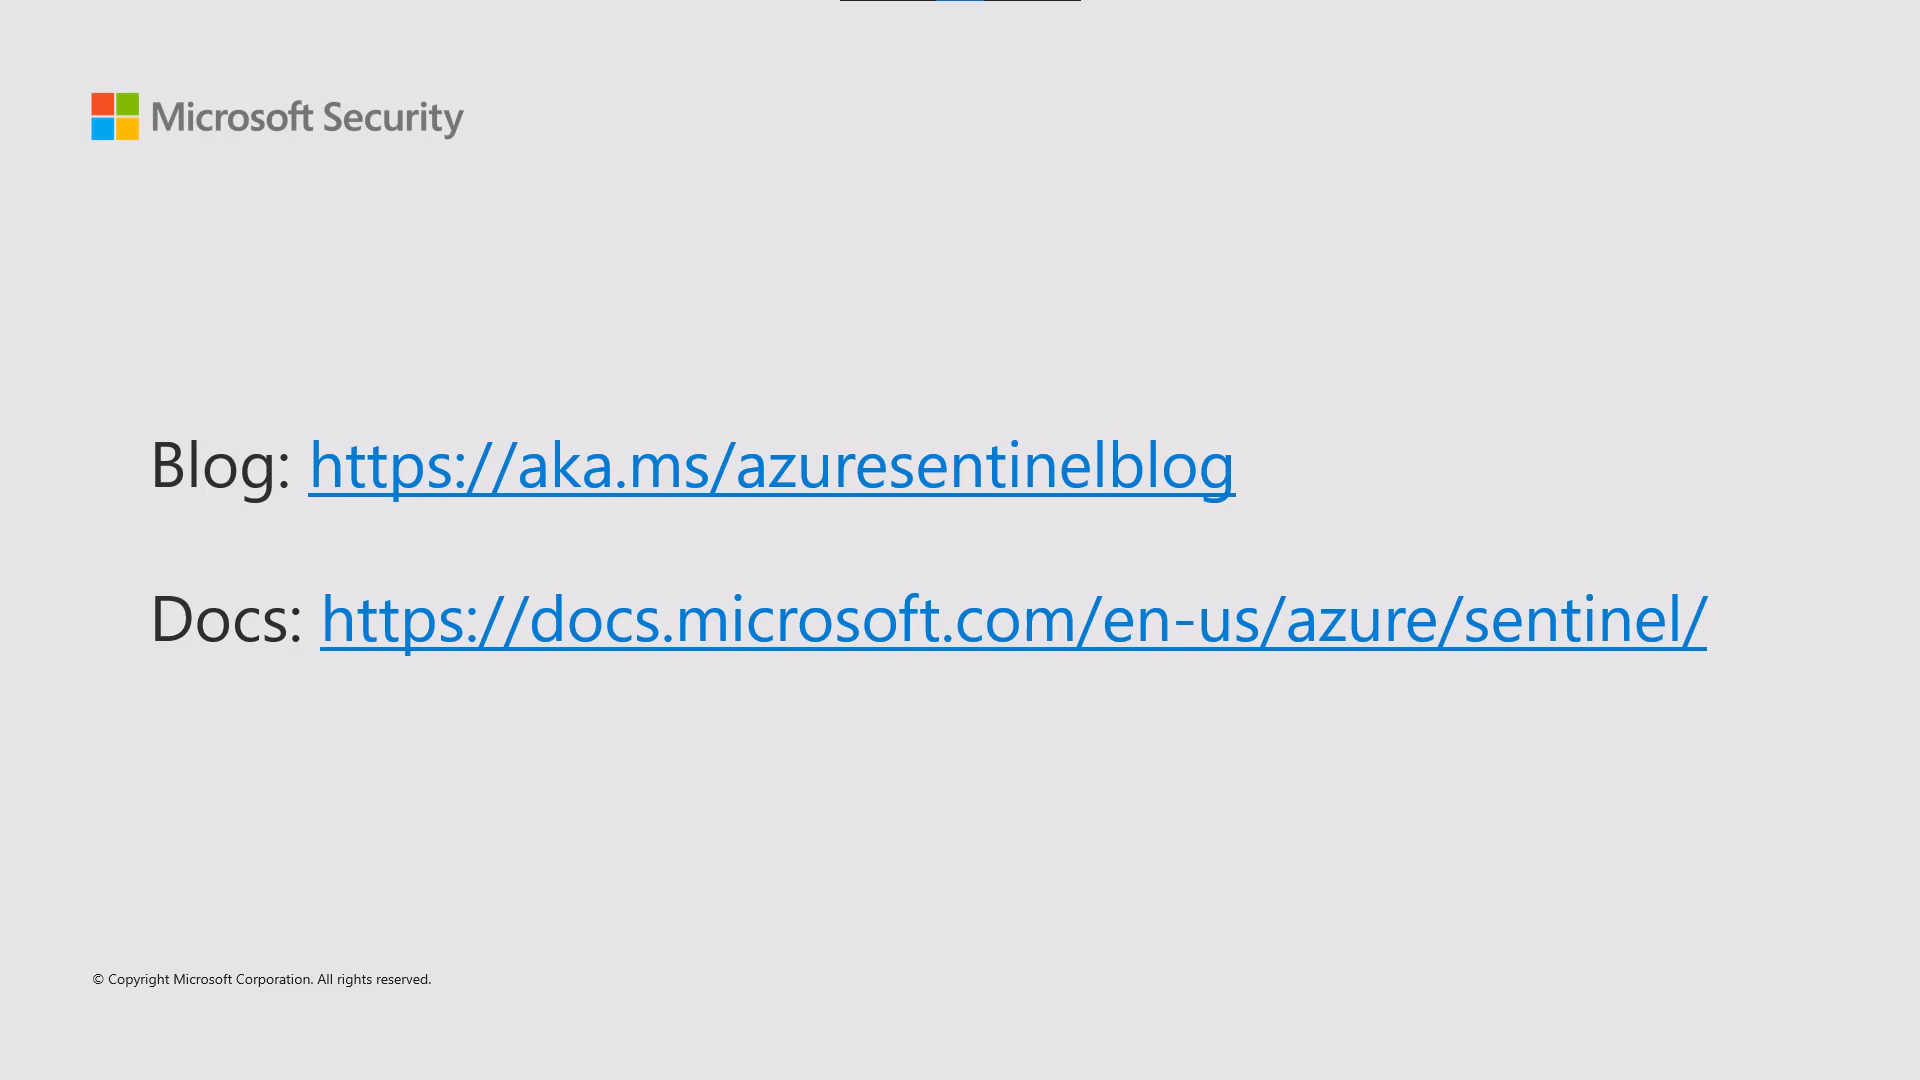 Microsoft Security
Blog: https://aka.ms/azuresentinelblog
Docs: https://docs.microsoft.com/en-us/azure/sentinel/
© Copyright Microsoft Corporation. All rights reserved.